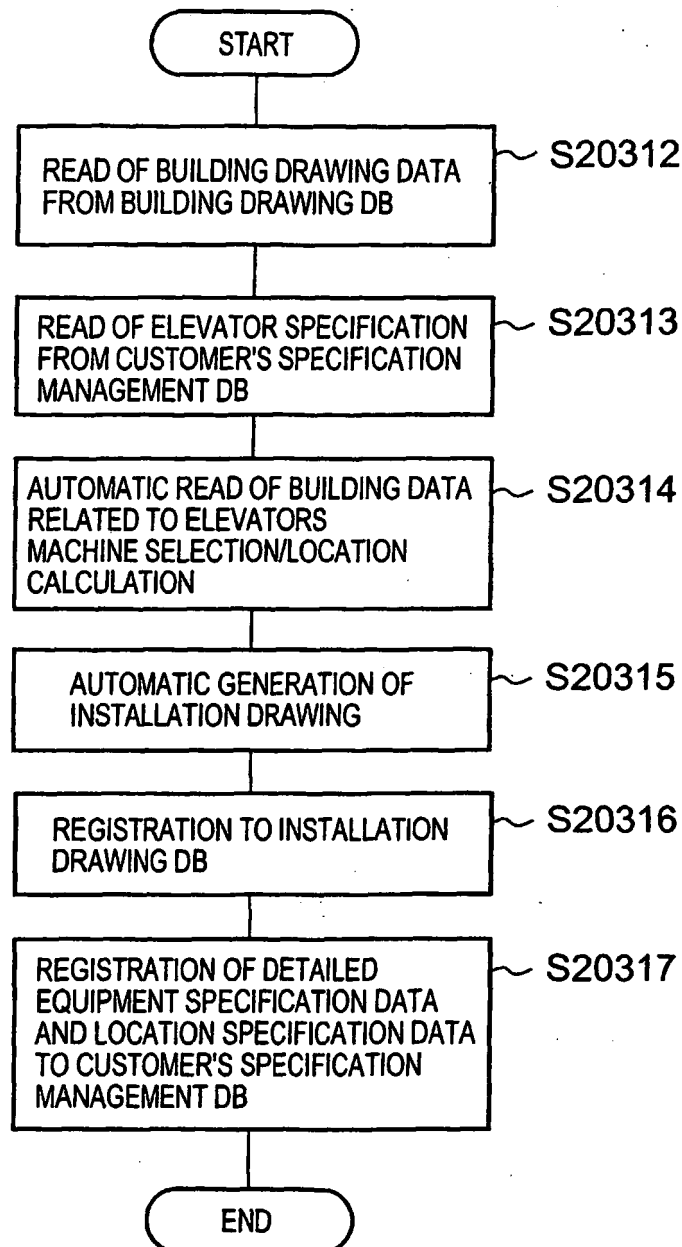 START
READ OF BUILDING DRAWING DATA
FROM BUILDING DRAWING DB
S20312
READ OF ELEVATOR SPECIFICATION
FROM CUSTOMER'S SPECIFICATION
MANAGEMENT DB
S20313
AUTOMATIC READ OF BUILDING DATA
RELATED TO ELEVATORS
MACHINE SELECTION/LOCATION
CALCULATION
S20314
AUTOMATIC GENERATION OF
INSTALLATION DRAWING
S20315
REGISTRATION TO INSTALLATION
DRAWING DB
S20316
REGISTRATION OF DETAILED
EQUIPMENT SPECIFICATION DATA
AND LOCATION SPECIFICATION DATA
TO CUSTOMER'S SPECIFICATION
MANAGEMENT DB
S20317
END